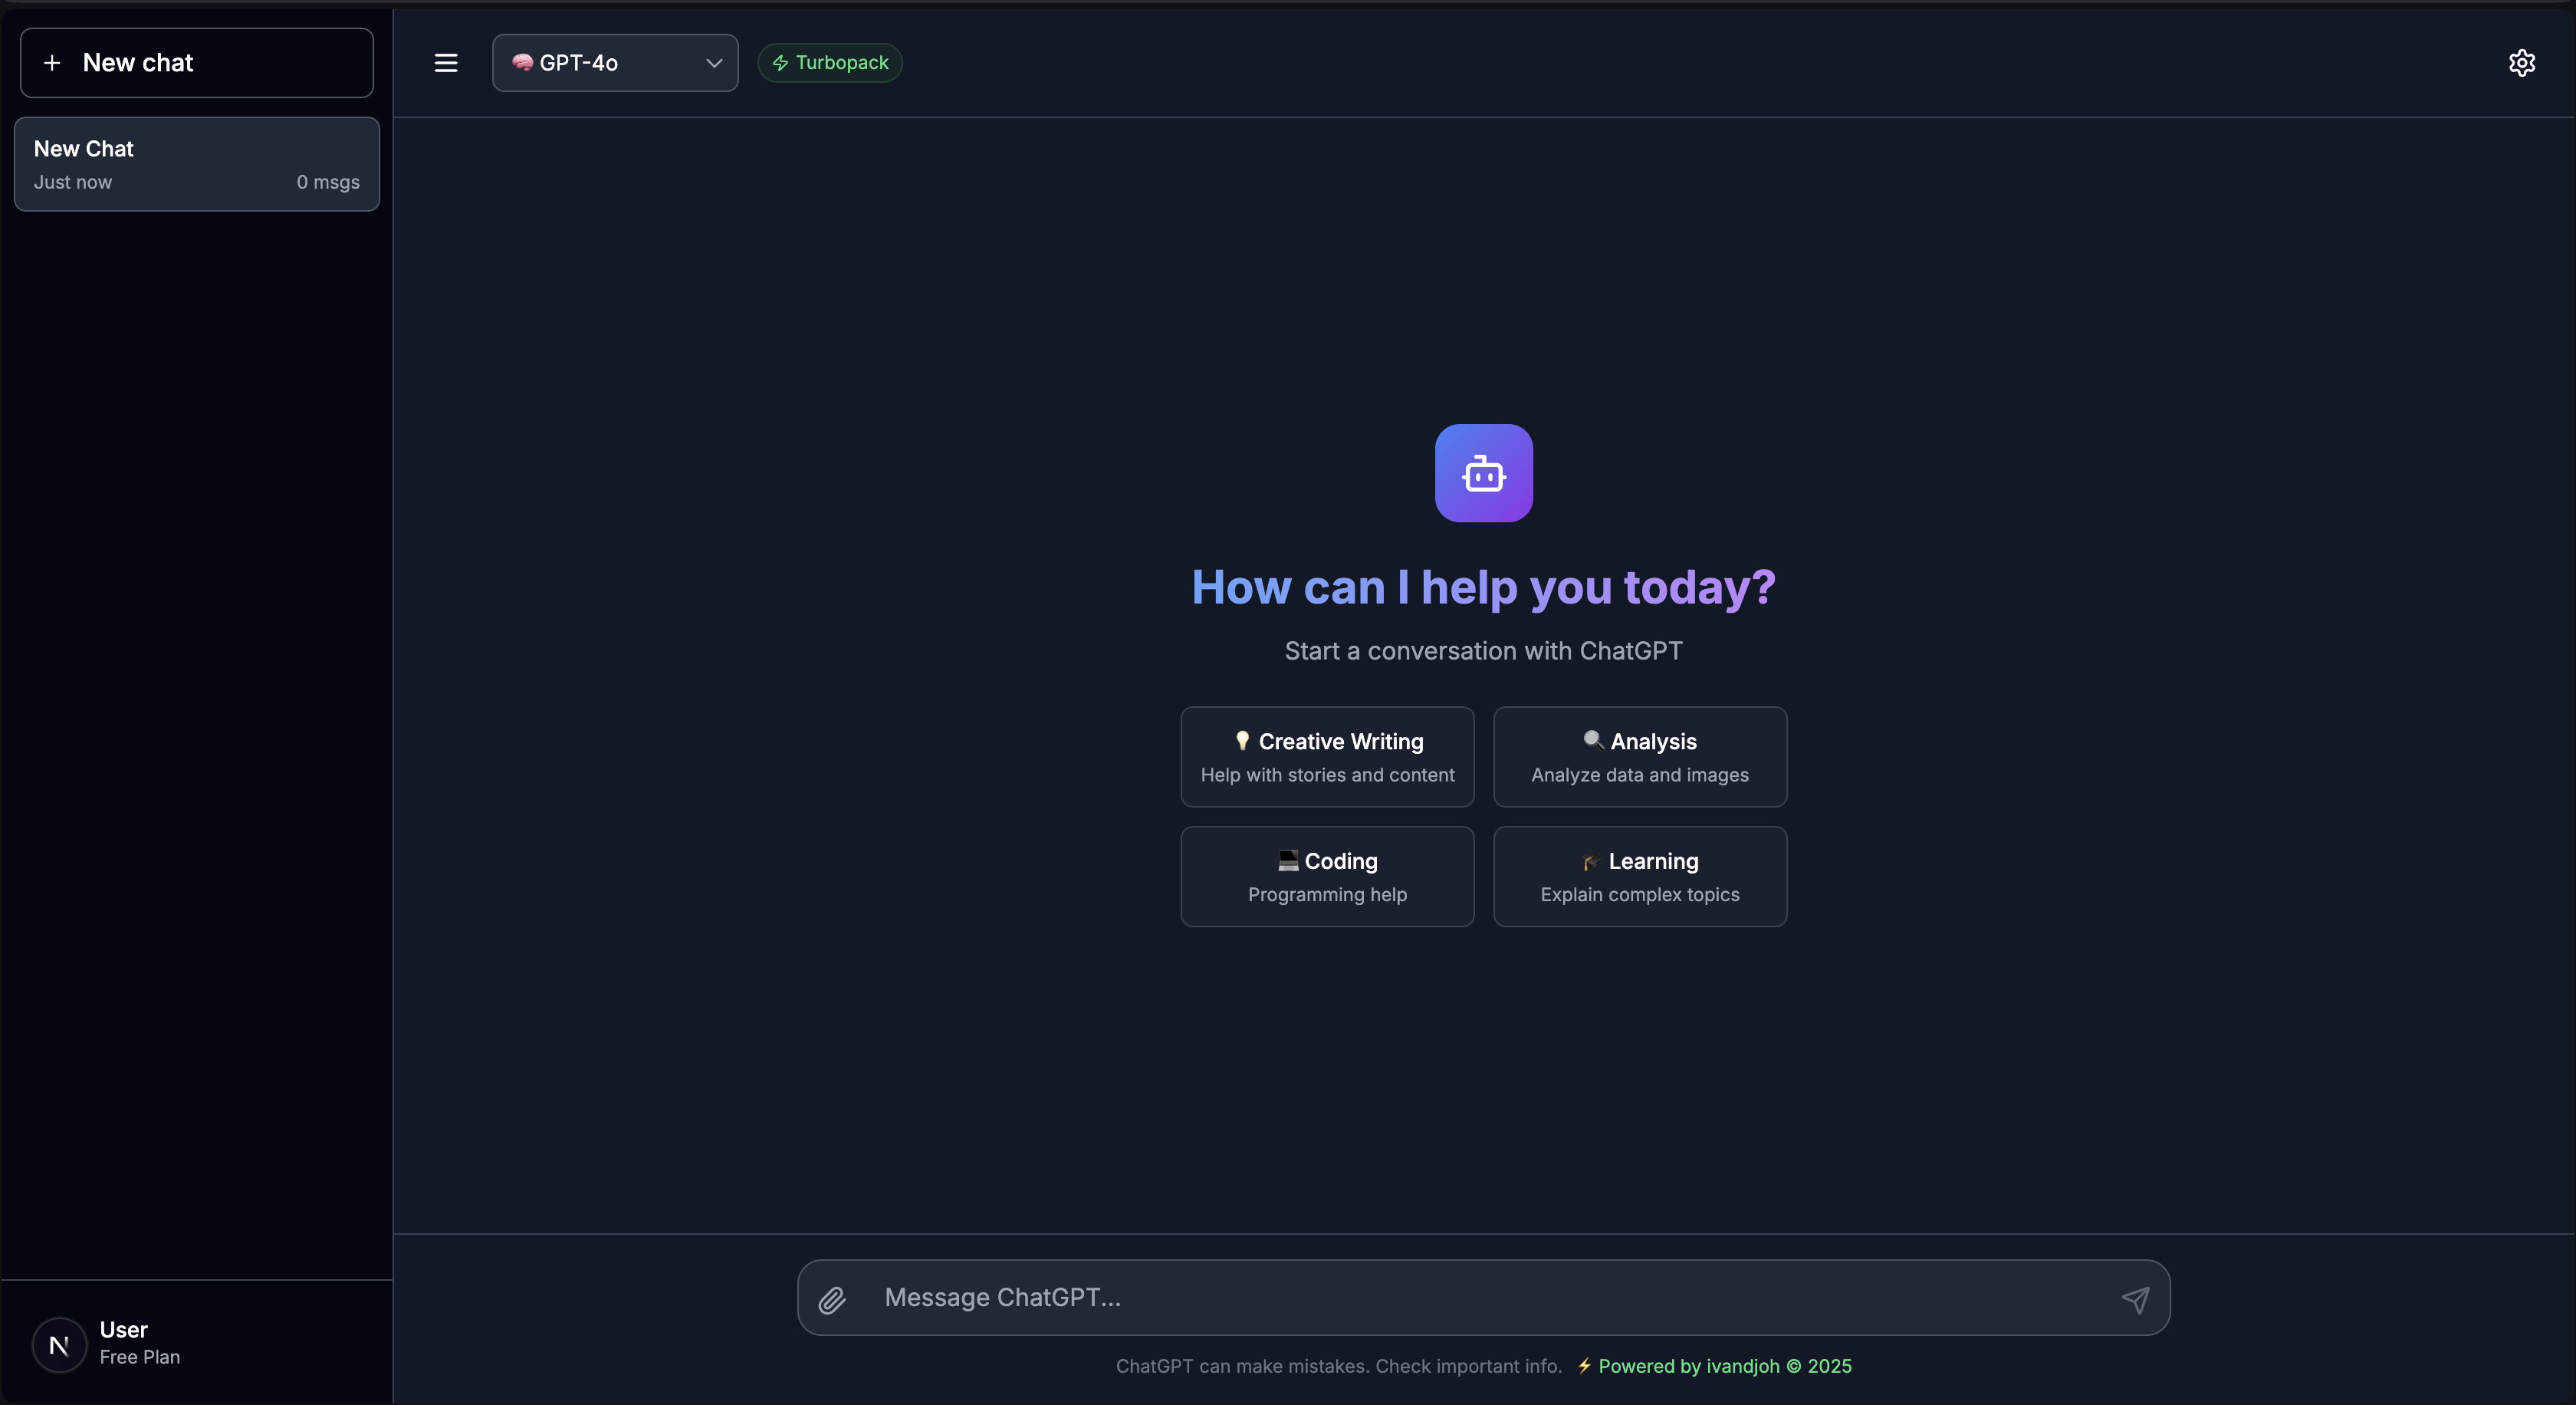 New chat
New Chat
Just now 0 msgs
🧠 GPT-4o
Turbopack
How can I help you today?
Start a conversation with ChatGPT
💡 Creative Writing
Help with stories and content
🔍 Analysis
Analyze data and images
💻 Coding
Programming help
🎓 Learning
Explain complex topics
Message ChatGPT...
ChatGPT can make mistakes. Check important info. ⚡ Powered by ivandjoh © 2025
N
User
Free Plan